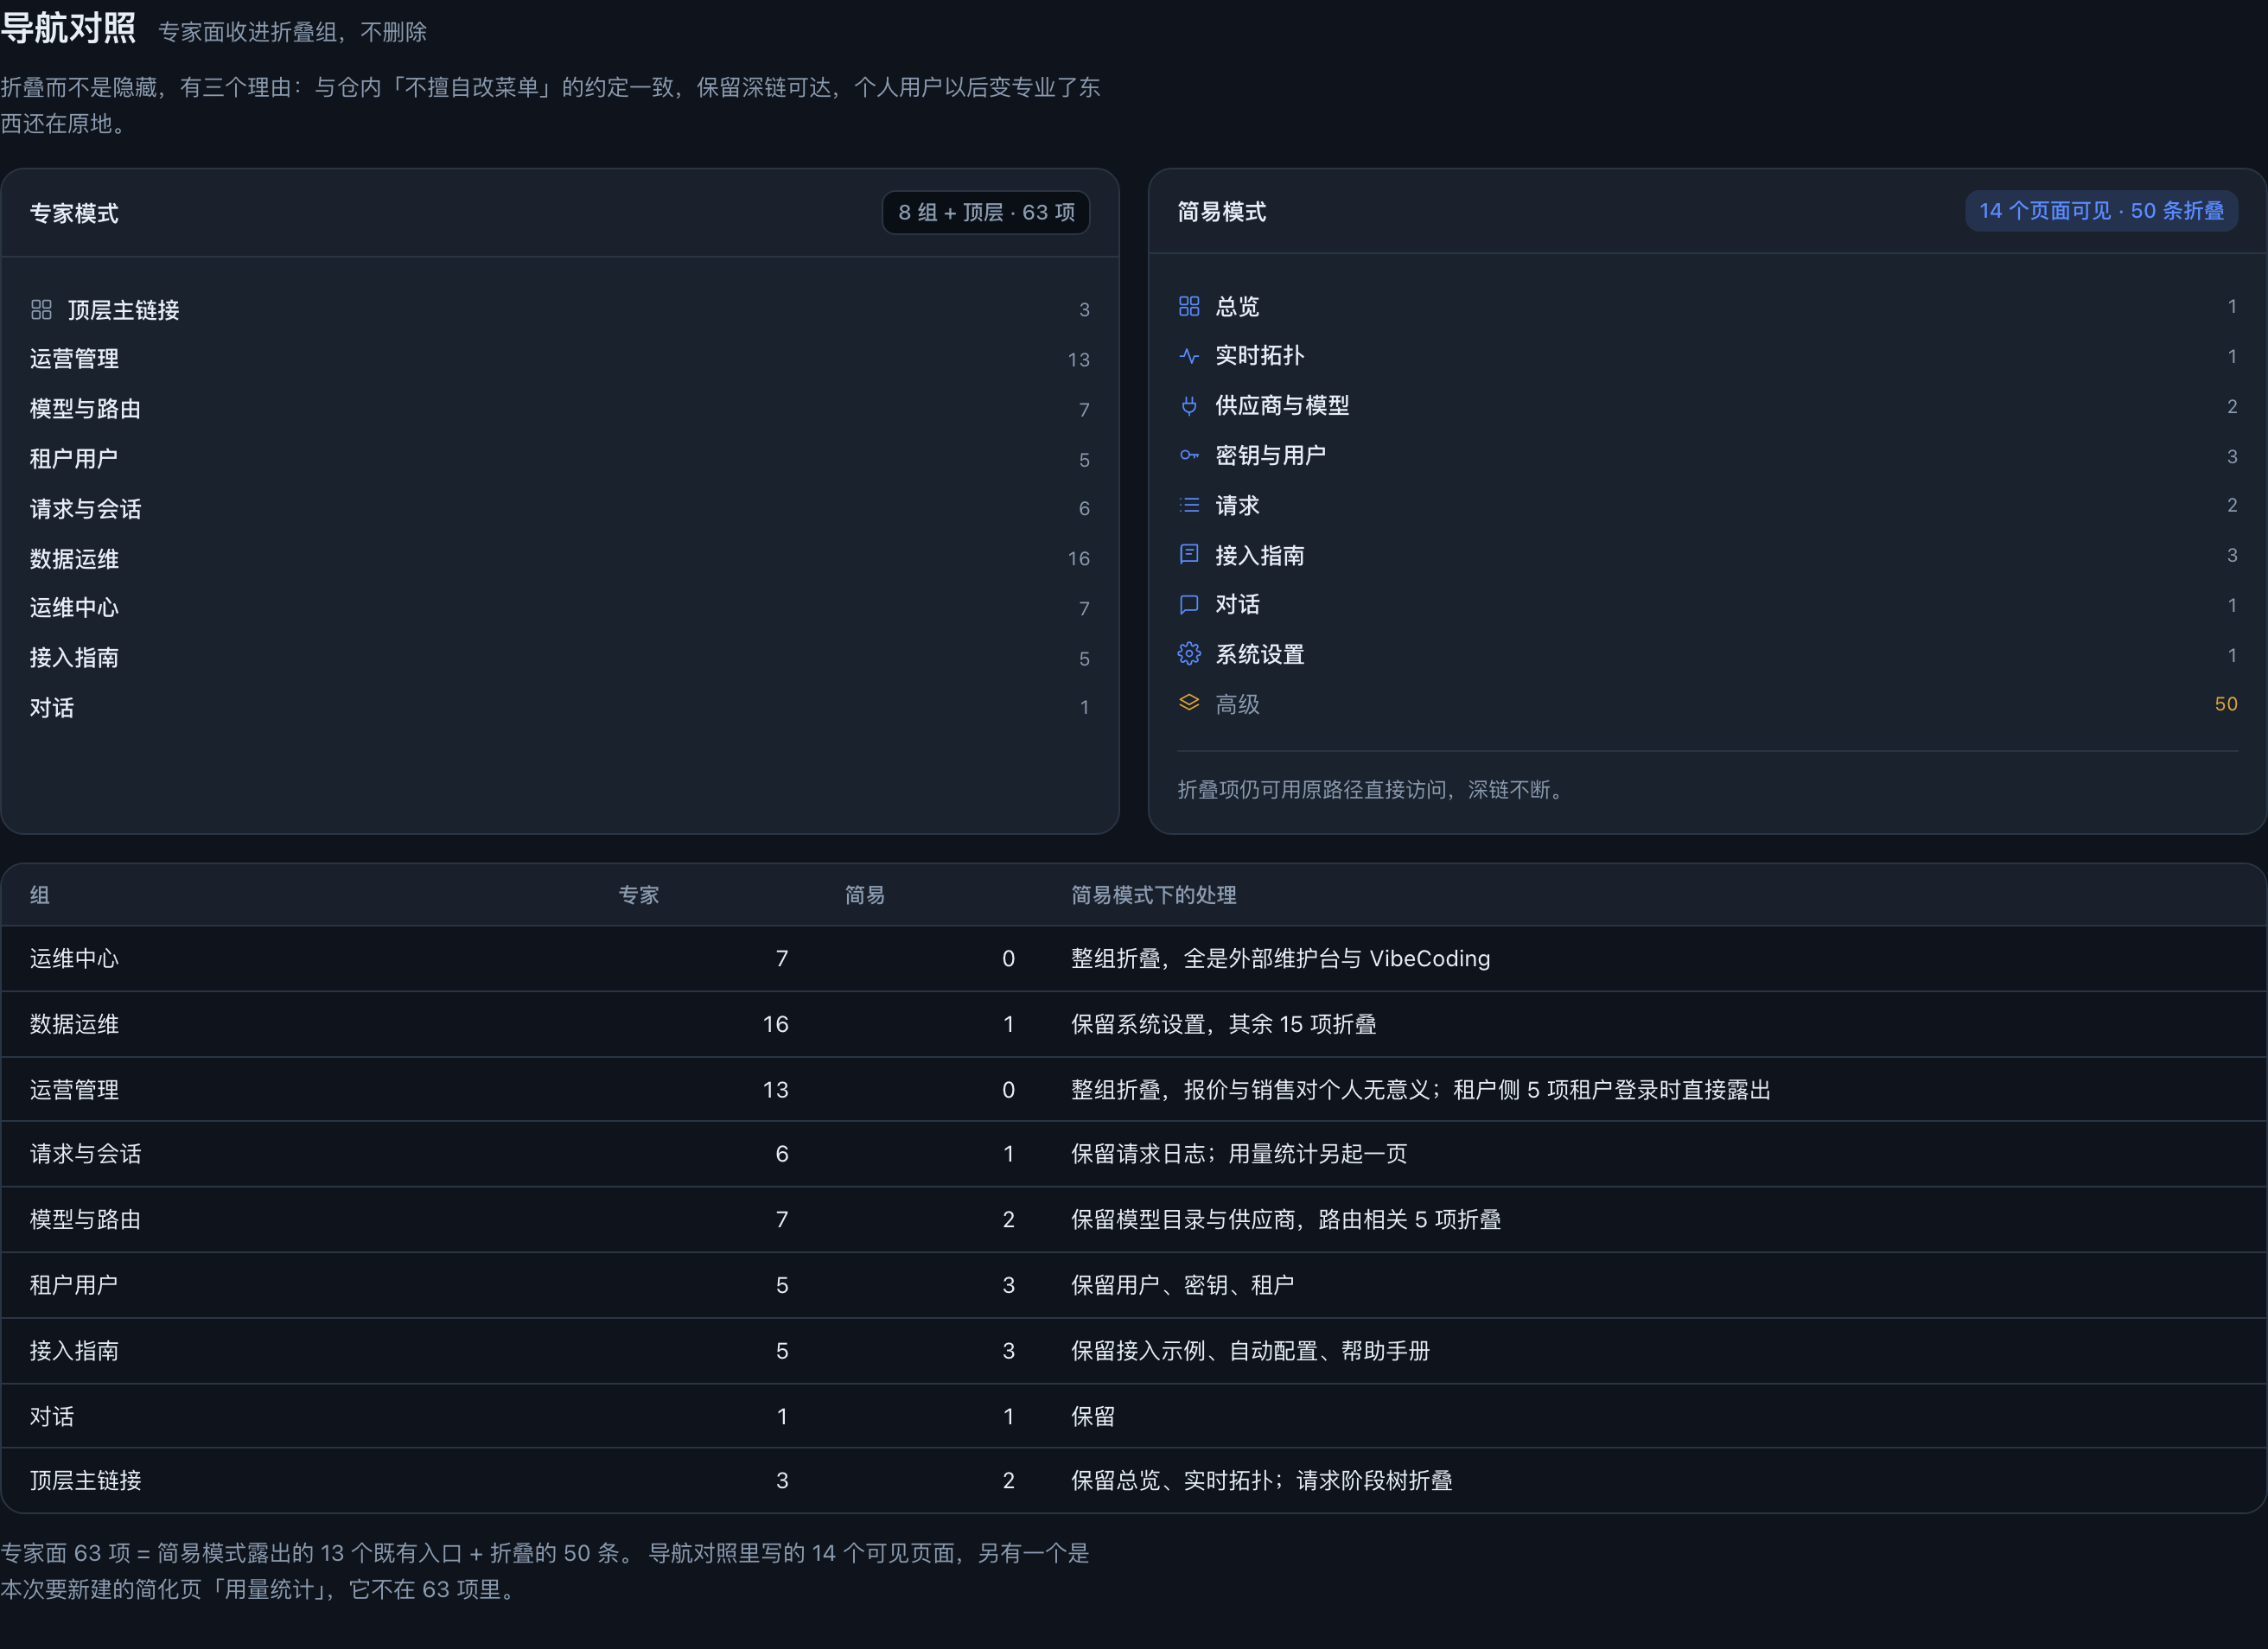 导航对照 专家面收进折叠组，不删除
折叠而不是隐藏，有三个理由：与仓内「不擅自改菜单」的约定一致，保留深链可达，个人用户以后变专业了东
西还在原地。
专家模式 8 组 + 顶层 · 63 项
顶层主链接 3
运营管理 13
模型与路由 7
租户用户 5
请求与会话 6
数据运维 16
运维中心 7
接入指南 5
对话 1
简易模式 14 个页面可见 · 50 条折叠
总览 1
实时拓扑 1
供应商与模型 2
密钥与用户 3
请求 2
接入指南 3
对话 1
系统设置 1
高级 50
折叠项仍可用原路径直接访问，深链不断。
组 专家 简易 简易模式下的处理
运维中心 7 0 整组折叠，全是外部维护台与 VibeCoding
数据运维 16 1 保留系统设置，其余 15 项折叠
运营管理 13 0 整组折叠，报价与销售对个人无意义；租户侧 5 项租户登录时直接露出
请求与会话 6 1 保留请求日志；用量统计另起一页
模型与路由 7 2 保留模型目录与供应商，路由相关 5 项折叠
租户用户 5 3 保留用户、密钥、租户
接入指南 5 3 保留接入示例、自动配置、帮助手册
对话 1 1 保留
顶层主链接 3 2 保留总览、实时拓扑；请求阶段树折叠
专家面 63 项 = 简易模式露出的 13 个既有入口 + 折叠的 50 条。 导航对照里写的 14 个可见页面，另有一个是
本次要新建的简化页「用量统计」，它不在 63 项里。